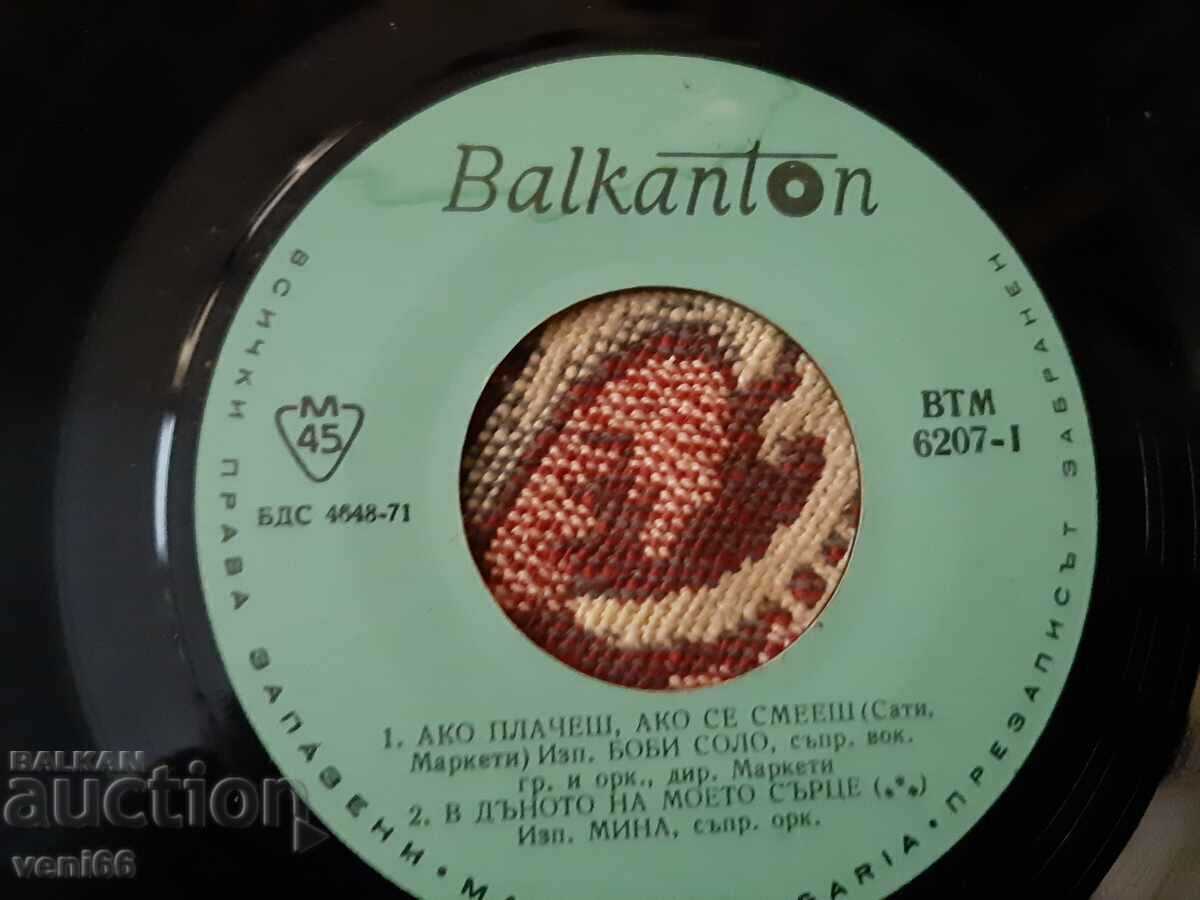 Balkanton
ВСИЧКИ ПРАВА ЗАПАЗЕНИ • ПРЕЗАПИСЪТ ЗАБРАНЕН
М
45
БДС 4648-71
ВТМ
6207-I
1. АКО ПЛАЧЕШ, АКО СЕ СМЕЕШ (Сати,
Маркети) Изп. БОБИ СОЛО, съпр. вок.
гр. и орк., дир. Маркети
2. В ДЪНОТО НА МОЕТО СЪРЦЕ (***)
Изп. МИНА, съпр. орк.
BALKAN
auction
veni66